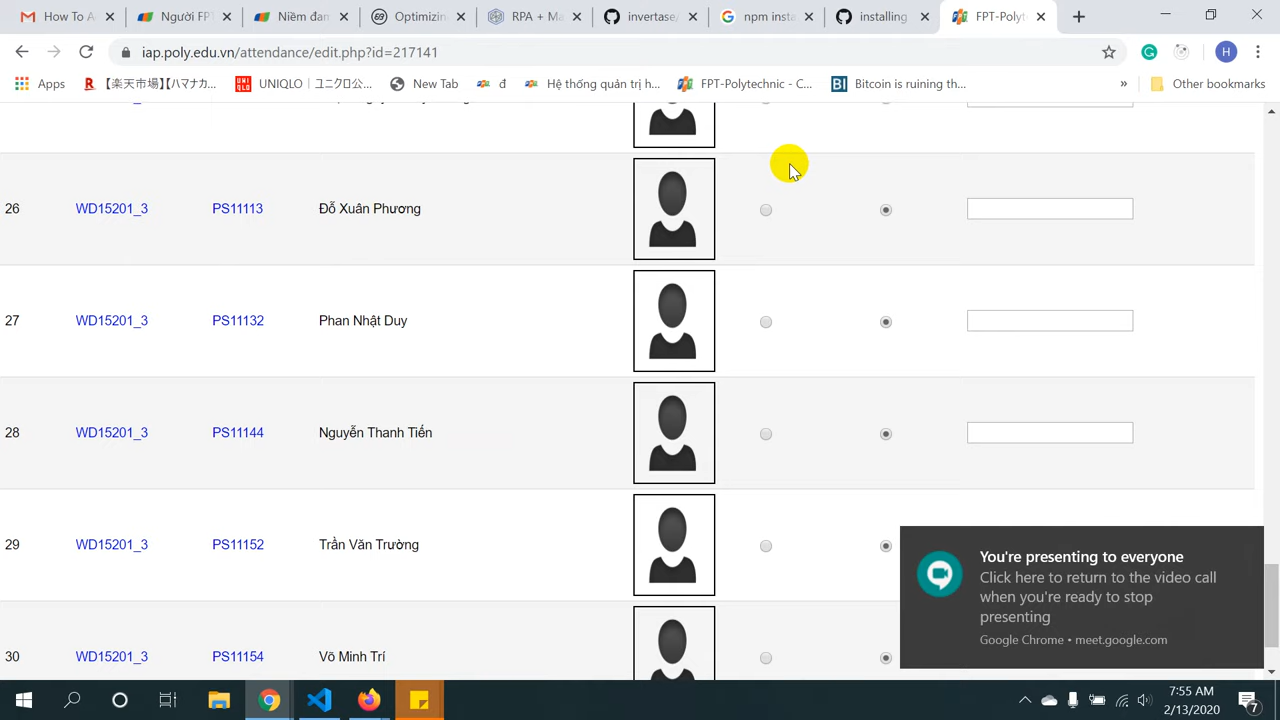 How To A
Người FP
Niềm đam
Optimizin
RPA + Ma
invertase/
npm insta
installing
FPT-Polyt
iap.poly.edu.vn/attendance/edit.php?id=217141
H
Apps
【楽天市場】【ハマナカ...
UNIQLO｜ユニクロ公...
New Tab
đ
Hệ thống quản trị h...
FPT-Polytechnic - C...
BI
Bitcoin is ruining th...
»
Other bookmarks
26 WD15201_3 PS11113 Đỗ Xuân Phương
27 WD15201_3 PS11132 Phan Nhật Duy
28 WD15201_3 PS11144 Nguyễn Thanh Tiến
29 WD15201_3 PS11152 Trần Văn Trường
30 WD15201_3 PS11154 Võ Minh Trí
You're presenting to everyone
Click here to return to the video call
when you're ready to stop
presenting
Google Chrome • meet.google.com
7:55 AM
2/13/2020
7